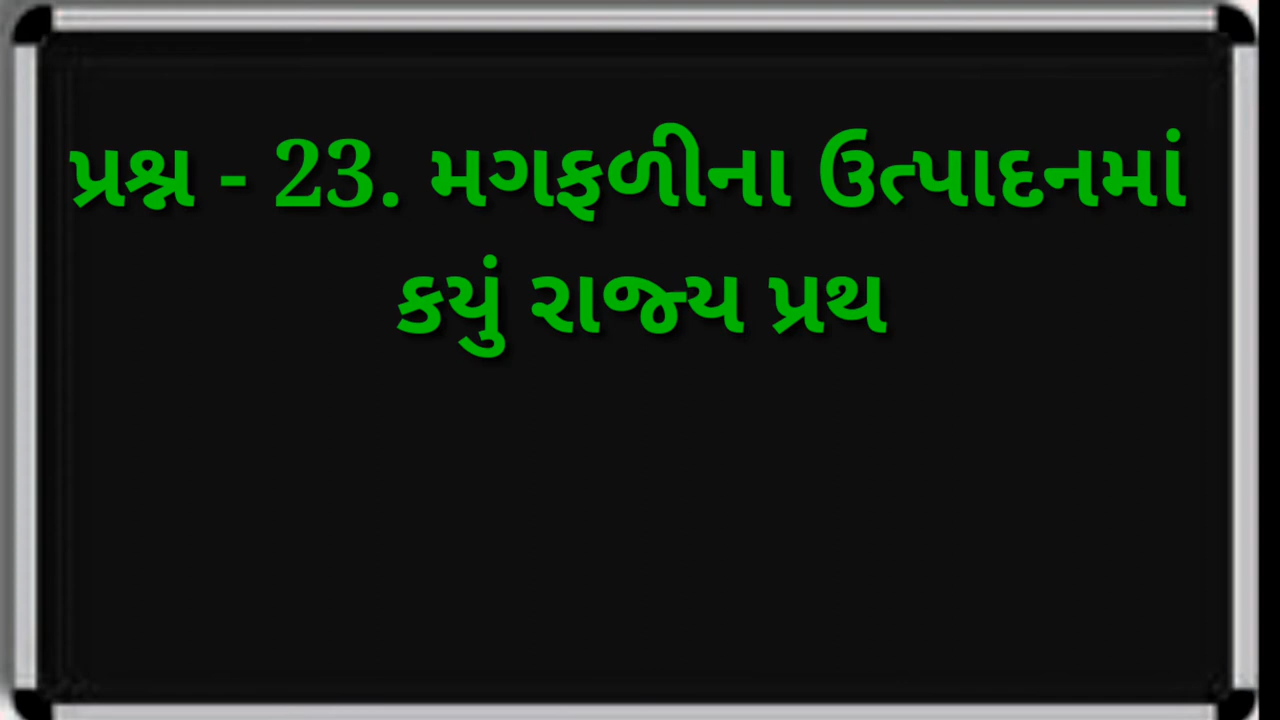 પ્રશ્ન - 23. મગફળીના ઉત્પાદનમાં
કયું રાજ્ય પ્રથ